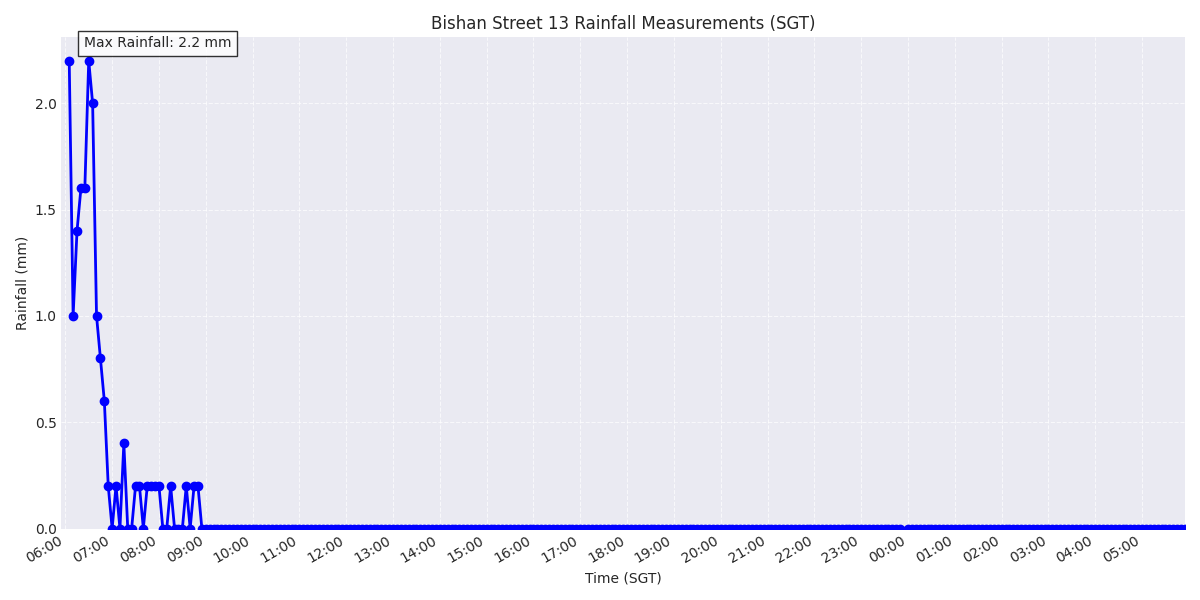 Bishan Street 13 Rainfall Measurements (SGT)
Max Rainfall: 2.2 mm
Rainfall (mm)
2.0
1.5
1.0
0.5
0.0
06:00 07:00 08:00 09:00 10:00 11:00 12:00 13:00 14:00 15:00 16:00 17:00 18:00 19:00 20:00 21:00 22:00 23:00 00:00 01:00 02:00 03:00 04:00 05:00
Time (SGT)